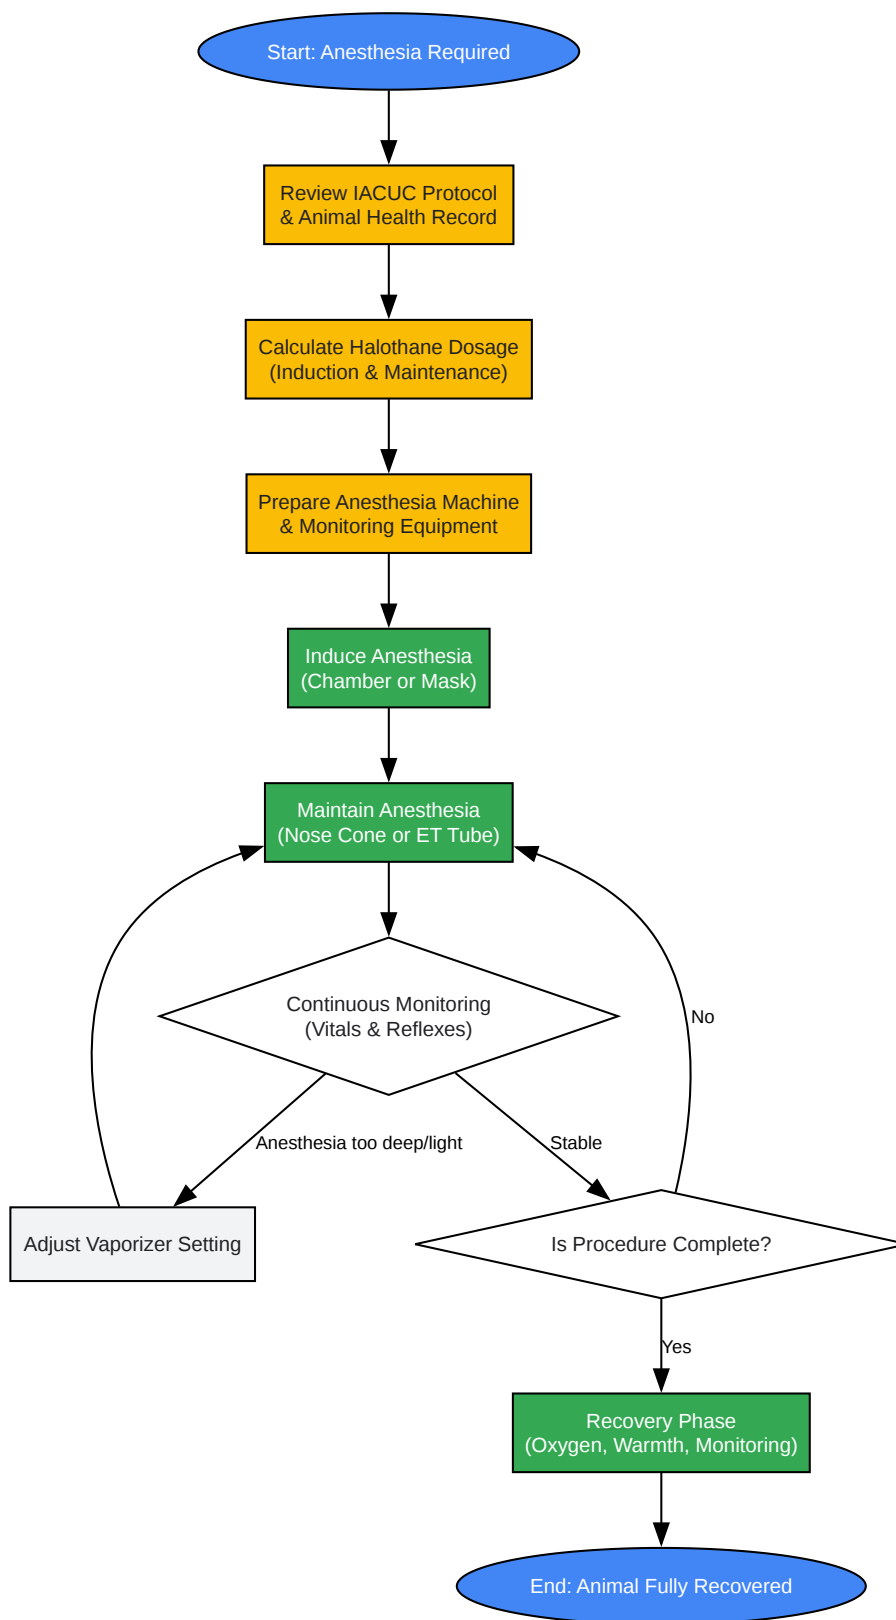 Start: Anesthesia Required
Review IACUC Protocol
& Animal Health Record
Calculate Halothane Dosage
(Induction & Maintenance)
Prepare Anesthesia Machine
& Monitoring Equipment
Induce Anesthesia
(Chamber or Mask)
Maintain Anesthesia
(Nose Cone or ET Tube)
Continuous Monitoring
(Vitals & Reflexes)
No
Anesthesia too deep/light
Stable
Adjust Vaporizer Setting
Is Procedure Complete?
Yes
Recovery Phase
(Oxygen, Warmth, Monitoring)
End: Animal Fully Recovered